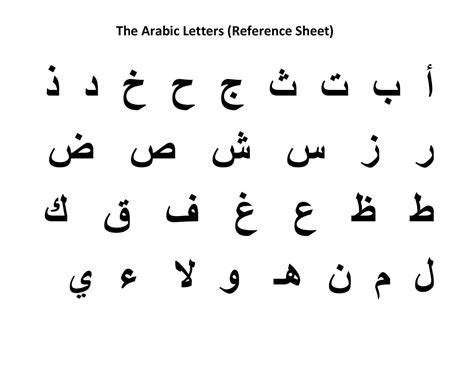 The Arabic Letters (Reference Sheet)
أ ب ت ث ج ح خ د ذ
ر ز س ش ص ض
ط ظ ع غ ف ق ك
ل م ن هـ و لا ء ي